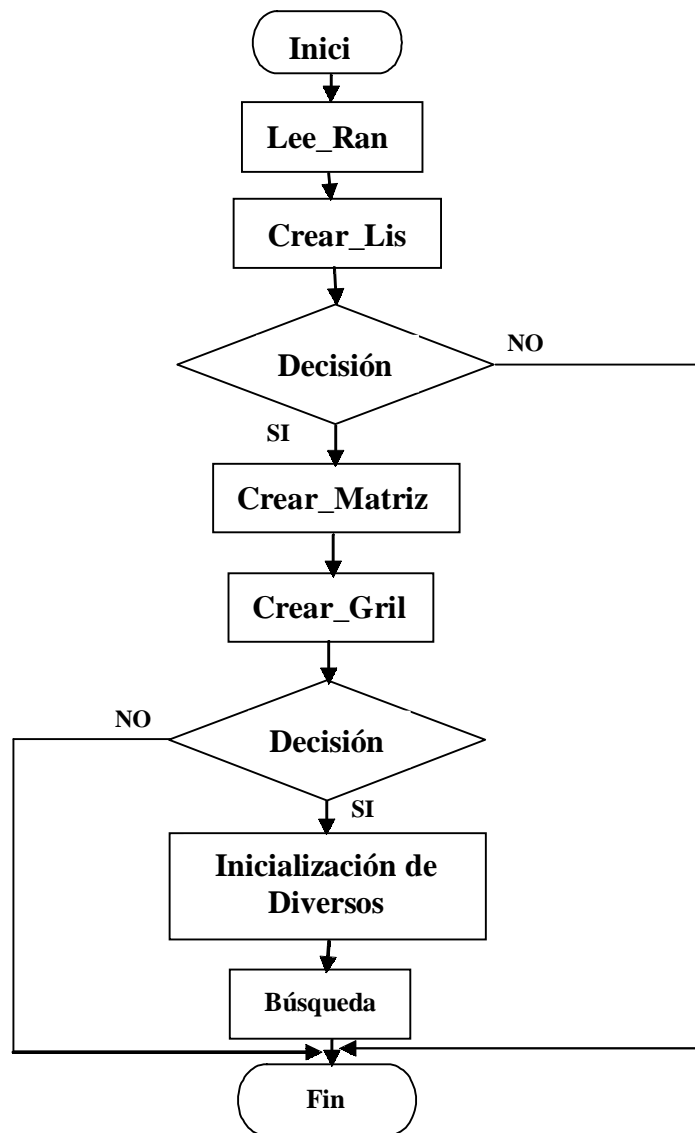 Inici
Lee_Ran
Crear_Lis
Decisión
NO
SI
Crear_Matriz
Crear_Gril
NO
Decisión
SI
Inicialización de
Diversos
Búsqueda
Fin